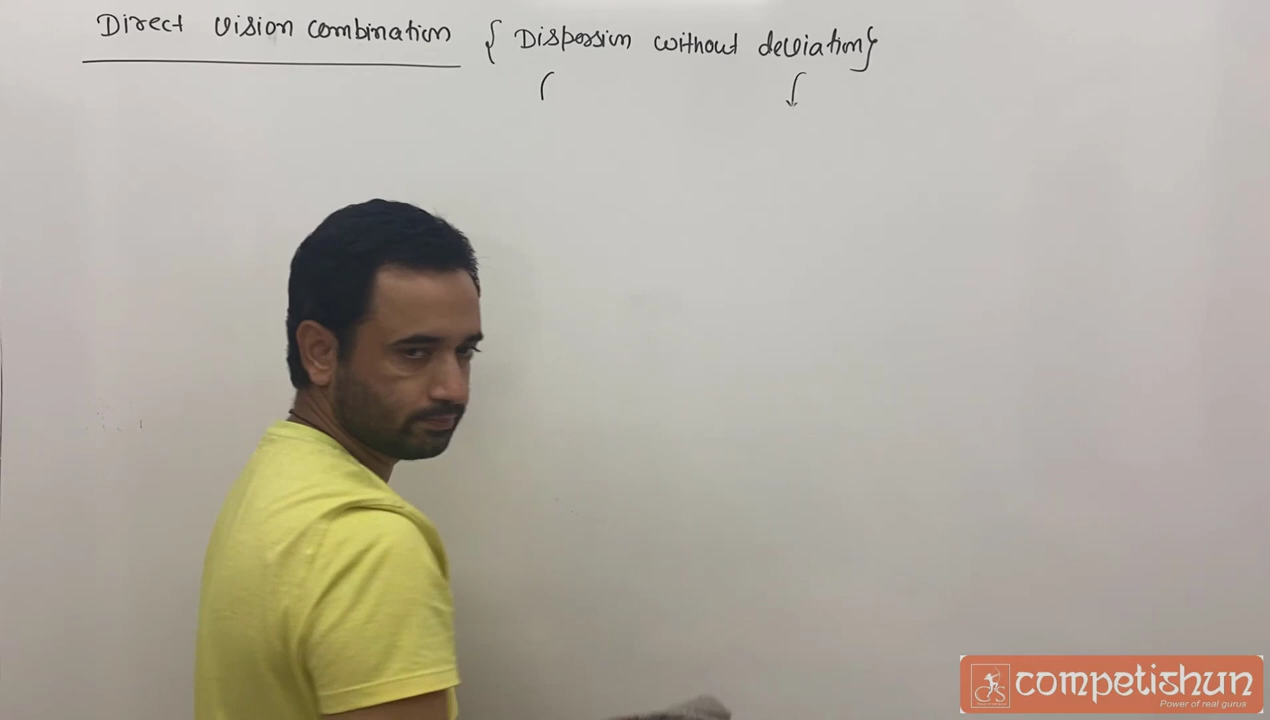 Direct vision combination { Dispersion without deviation}
competishun
Power of real gurus